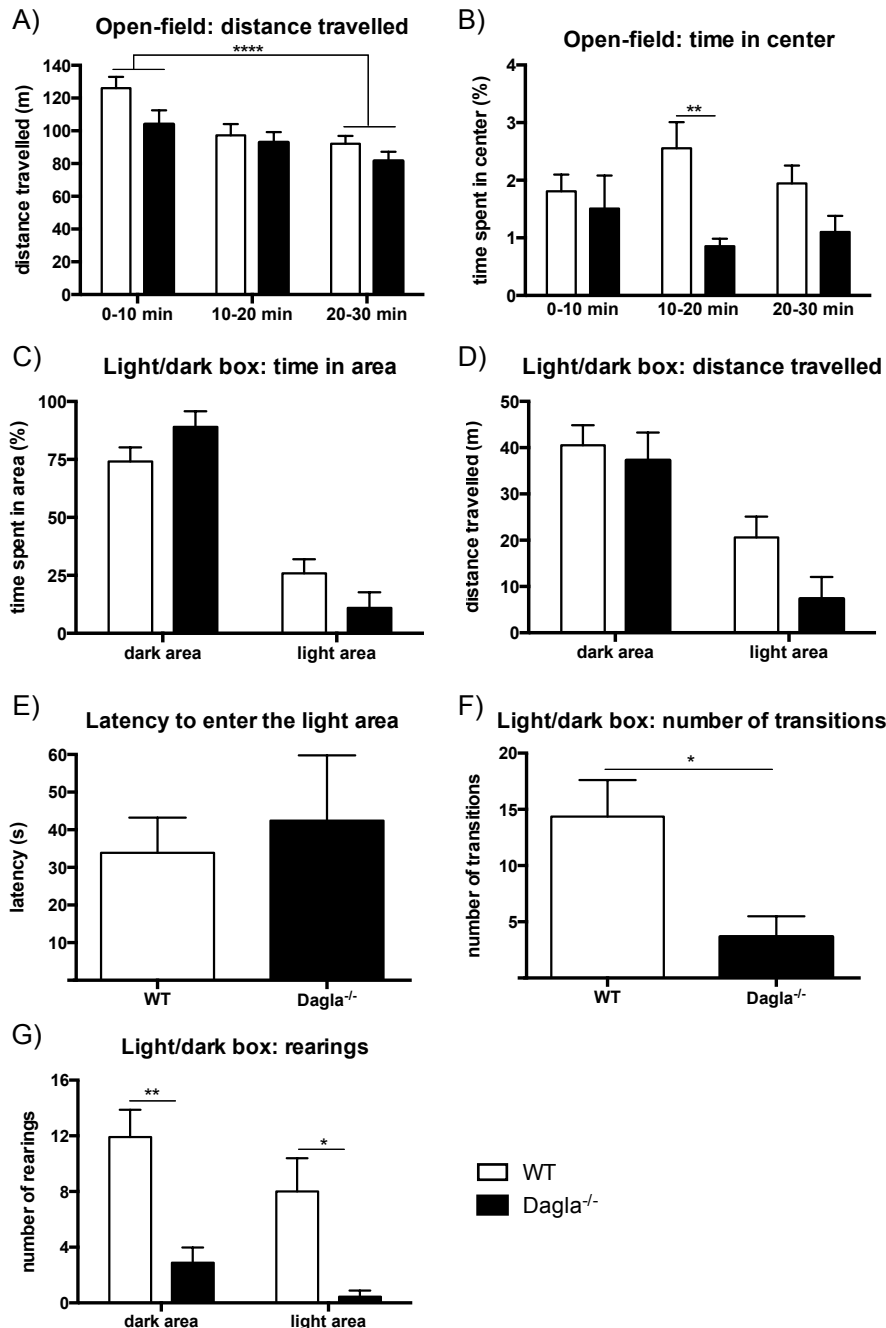 A)
Open-field: distance travelled
****
distance travelled (m)
140
120
100
80
60
40
20
0
0-10 min 10-20 min 20-30 min
B)
Open-field: time in center
**
time spent in center (%)
4
3
2
1
0
0-10 min 10-20 min 20-30 min
C)
Light/dark box: time in area
time spent in area (%)
100
75
50
25
0
dark area light area
D)
Light/dark box: distance travelled
distance travelled (m)
50
40
30
20
10
0
dark area light area
E)
Latency to enter the light area
latency (s)
60
50
40
30
20
10
WT Dagla-/-
F)
Light/dark box: number of transitions
*
number of transitions
20
15
10
5
WT Dagla-/-
G)
Light/dark box: rearings
** *
number of rearings
16
12
8
4
0
dark area light area
WT
Dagla-/-